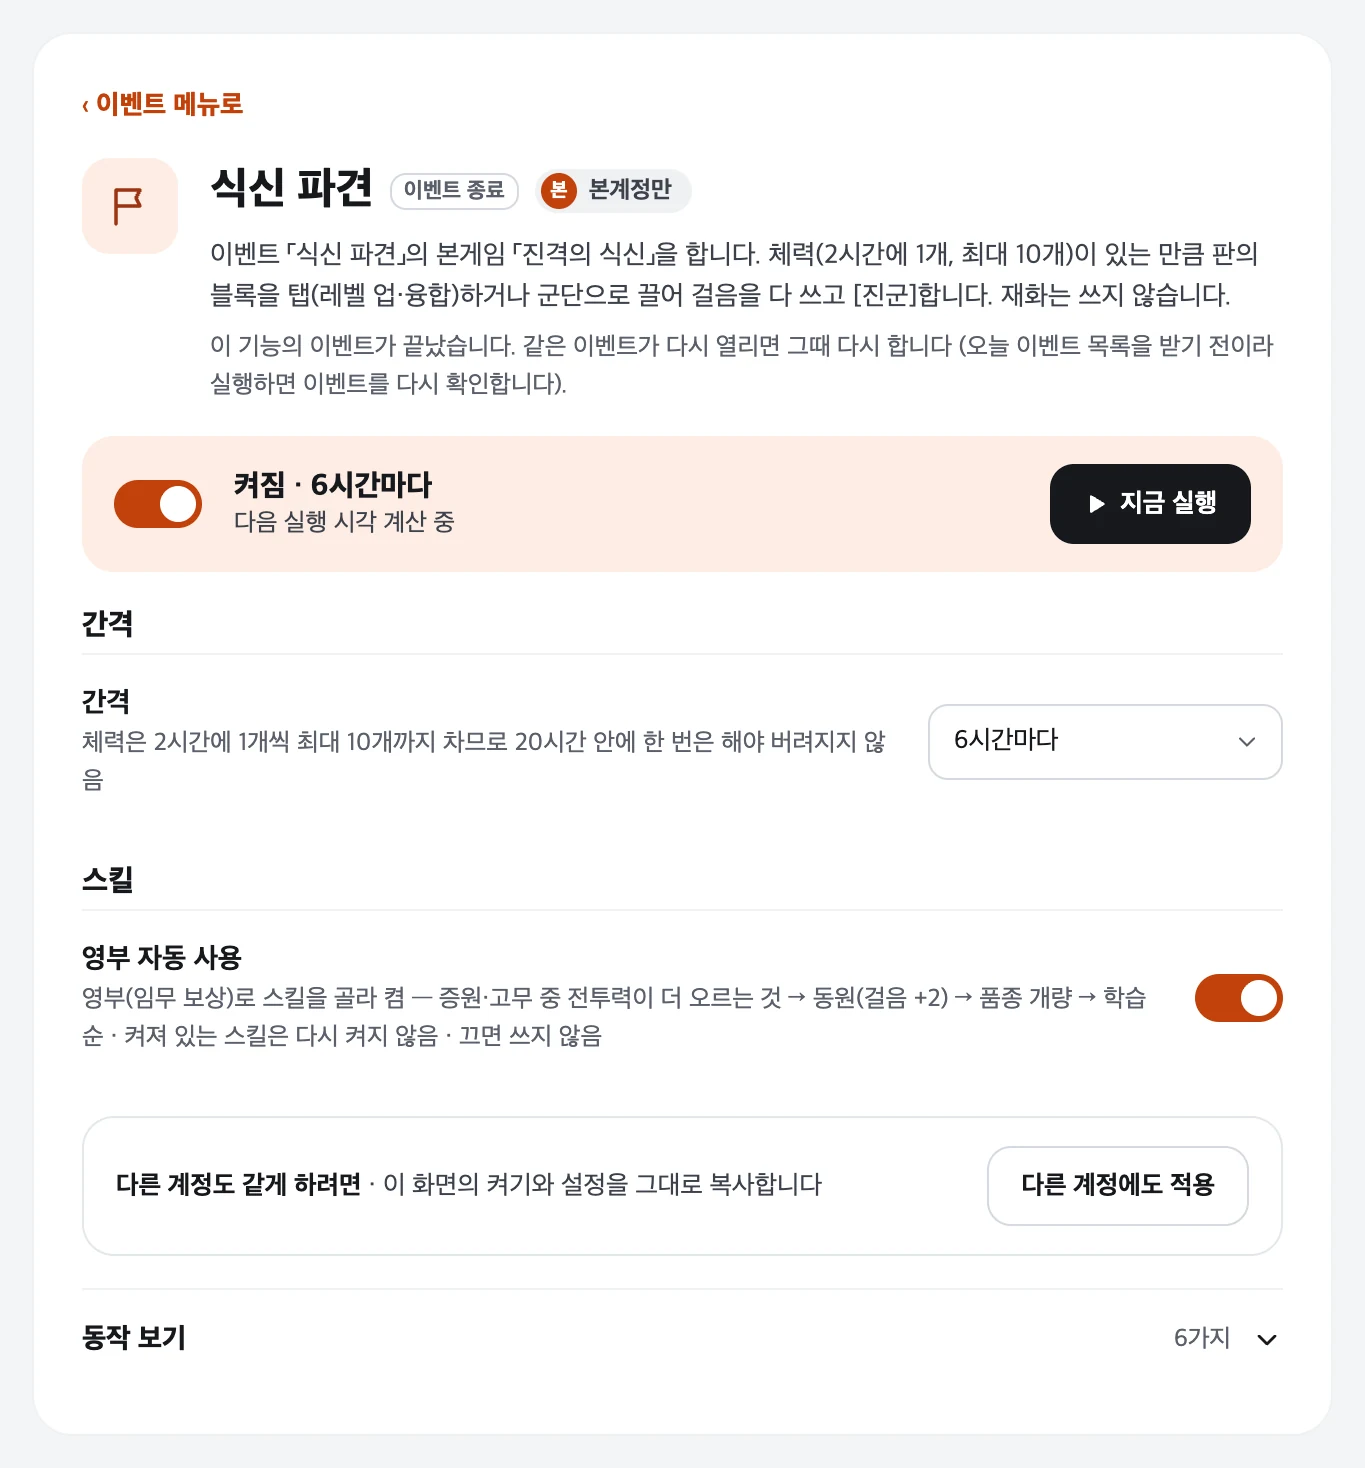 ‹ 이벤트 메뉴로
식신 파견 이벤트 종료 본 본계정만
이벤트 ｢식신 파견｣의 본게임 ｢진격의 식신｣을 합니다. 체력(2시간에 1개, 최대 10개)이 있는 만큼 판의
블록을 탭(레벨 업·융합)하거나 군단으로 끌어 걸음을 다 쓰고 [진군]합니다. 재화는 쓰지 않습니다.
이 기능의 이벤트가 끝났습니다. 같은 이벤트가 다시 열리면 그때 다시 합니다 (오늘 이벤트 목록을 받기 전이라
실행하면 이벤트를 다시 확인합니다).
켜짐 · 6시간마다
다음 실행 시각 계산 중
▶ 지금 실행
간격
간격
체력은 2시간에 1개씩 최대 10개까지 차므로 20시간 안에 한 번은 해야 버려지지 않
음
6시간마다
스킬
영부 자동 사용
영부(임무 보상)로 스킬을 골라 켬 — 증원·고무 중 전투력이 더 오르는 것 → 동원(걸음 +2) → 품종 개량 → 학습
순 · 켜져 있는 스킬은 다시 켜지 않음 · 끄면 쓰지 않음
다른 계정도 같게 하려면 · 이 화면의 켜기와 설정을 그대로 복사합니다
다른 계정에도 적용
동작 보기
6가지